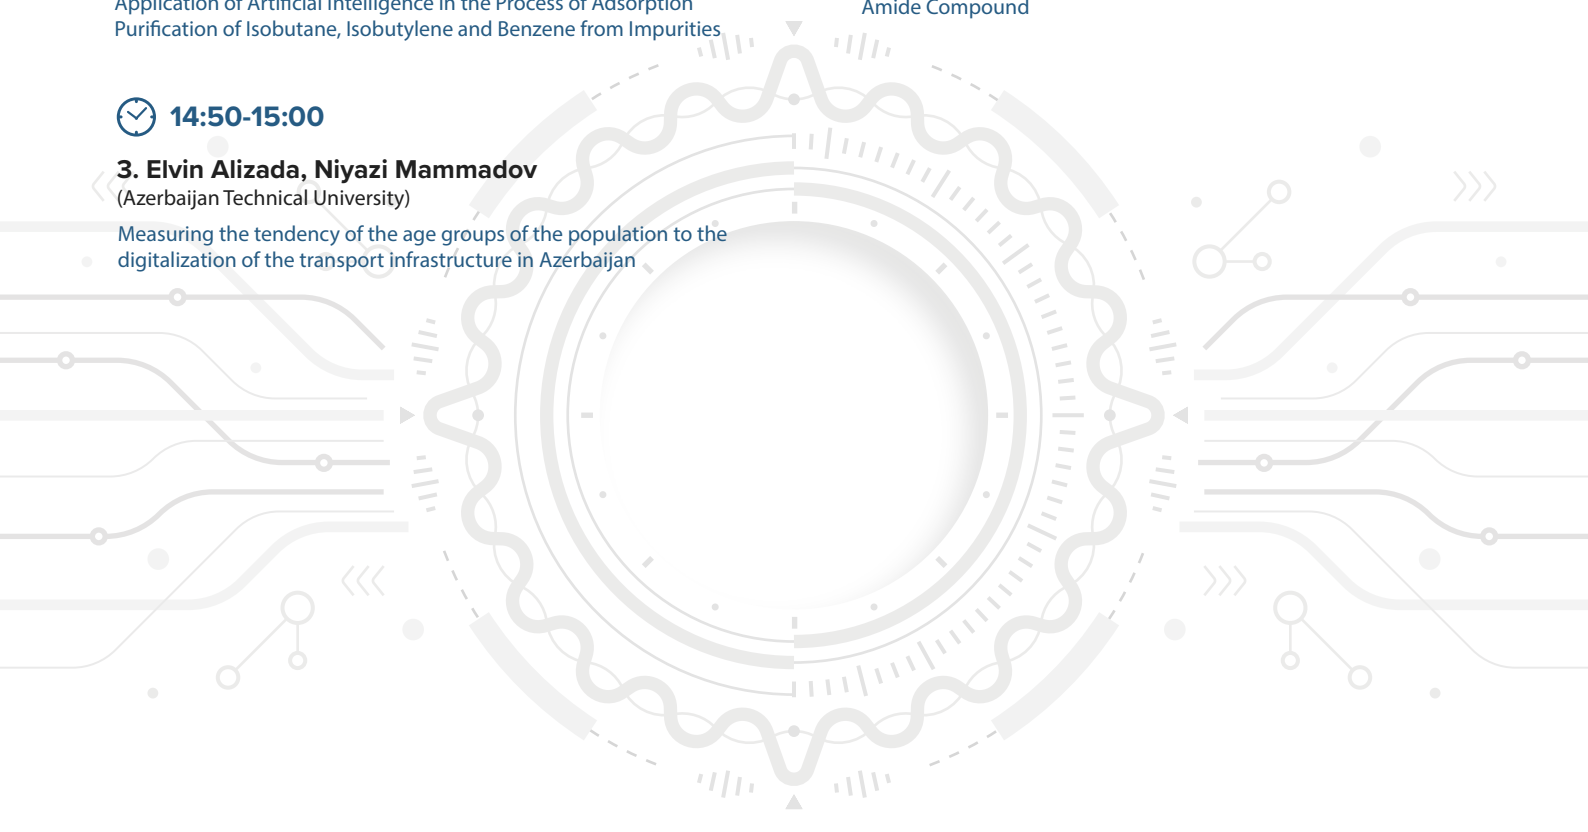 Application of Artificial Intelligence in the Process of Adsorption
Purification of Isobutane, Isobutylene and Benzene from Impurities
14:50-15:00
3. Elvin Alizada, Niyazi Mammadov
(Azerbaijan Technical University)
Measuring the tendency of the age groups of the population to the
digitalization of the transport infrastructure in Azerbaijan
Amide Compound